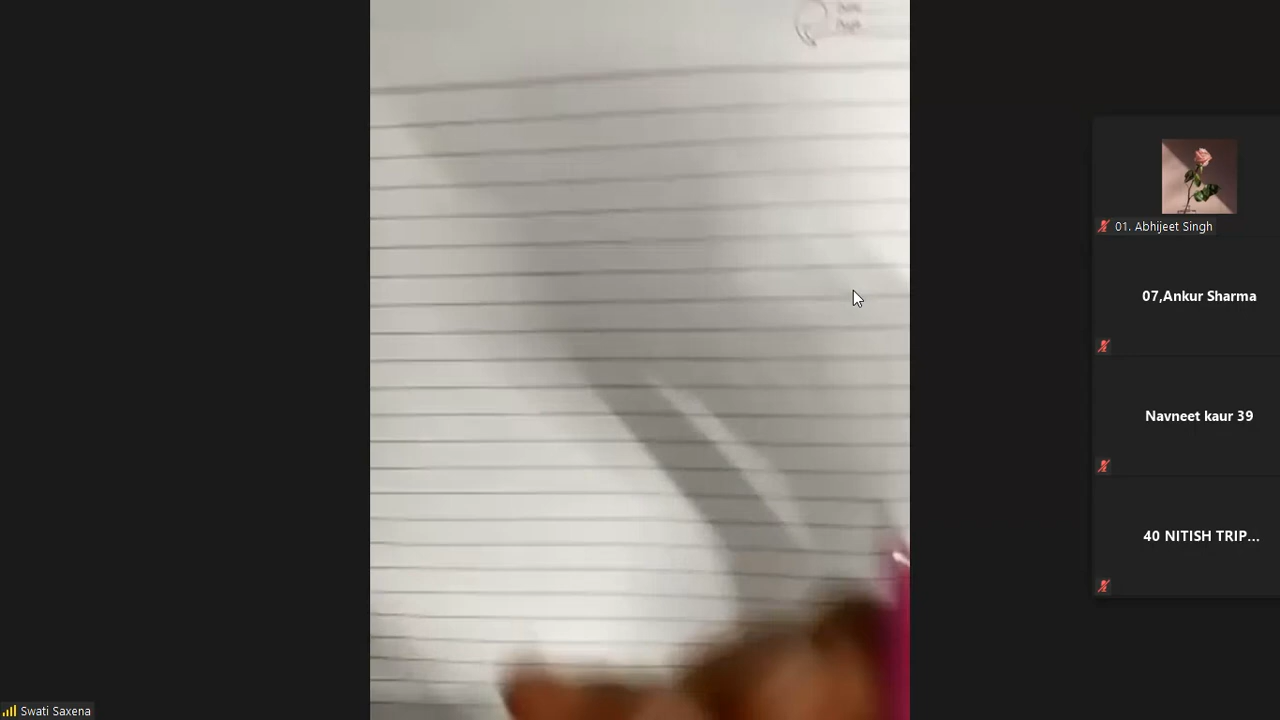 01. Abhijeet Singh
07,Ankur Sharma
Navneet kaur 39
40 NITISH TRIP...
Swati Saxena